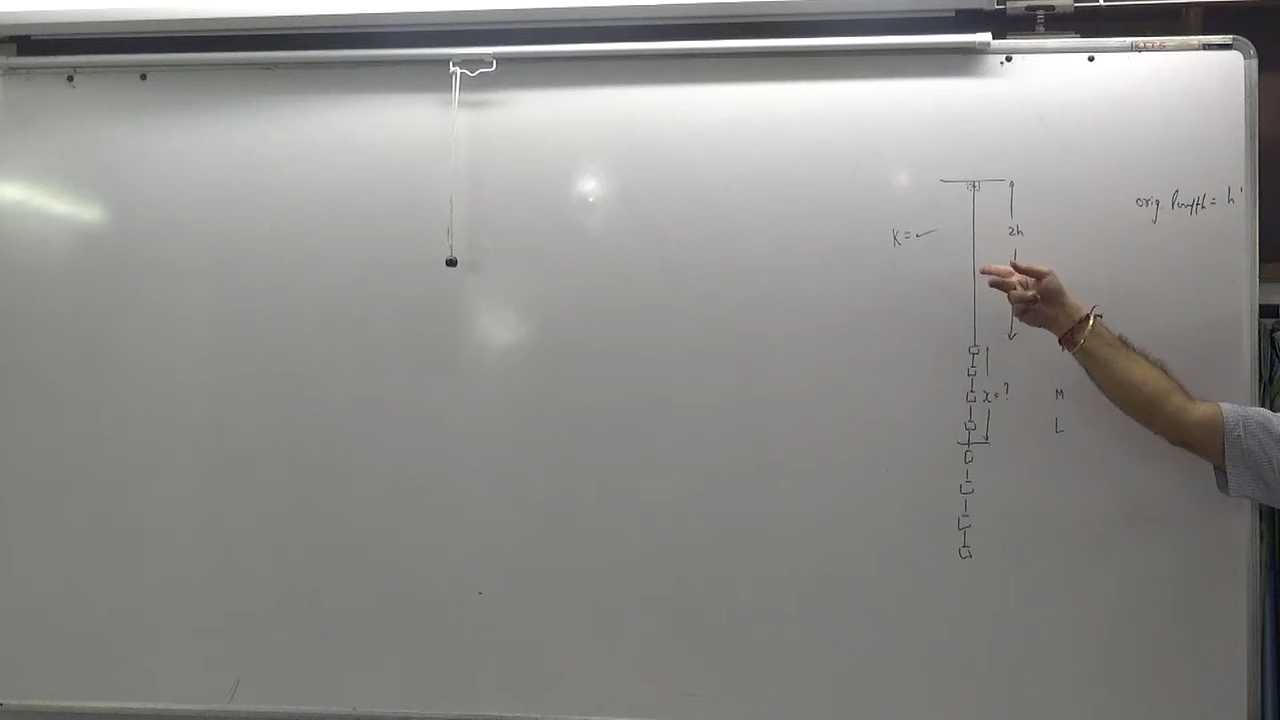 orig. length = h'
K = ✓
2h
x = ?
M
L